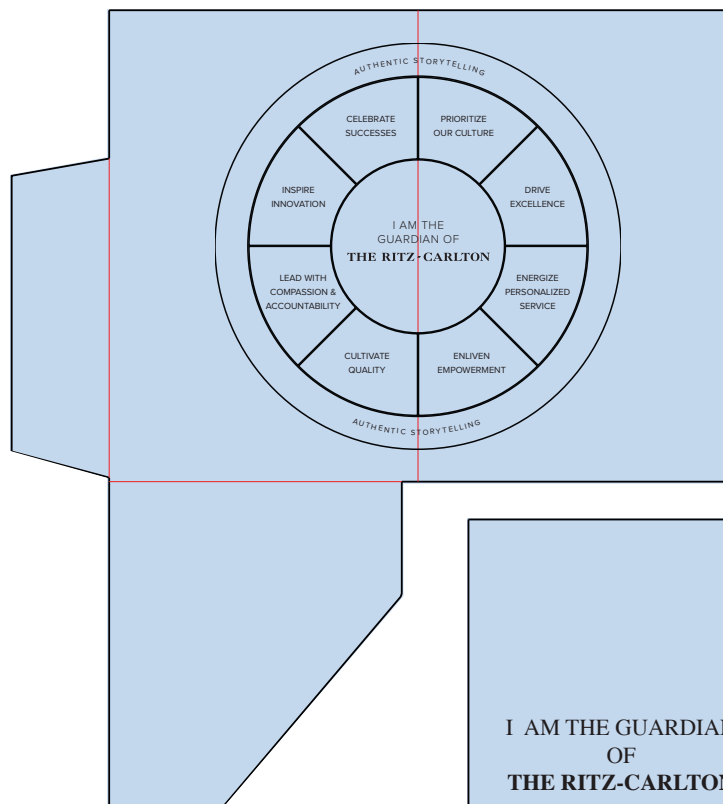 AUTHENTIC STORYTELLING
CELEBRATE
SUCCESSES
PRIORITIZE
OUR CULTURE
INSPIRE
INNOVATION
DRIVE
EXCELLENCE
I AM THE
GUARDIAN OF
THE RITZ-CARLTON
LEAD WITH
COMPASSION &
ACCOUNTABILITY
ENERGIZE
PERSONALIZED
SERVICE
CULTIVATE
QUALITY
ENLIVEN
EMPOWERMENT
AUTHENTIC STORYTELLING
I AM THE GUARDIAN
OF
THE RITZ-CARLTON